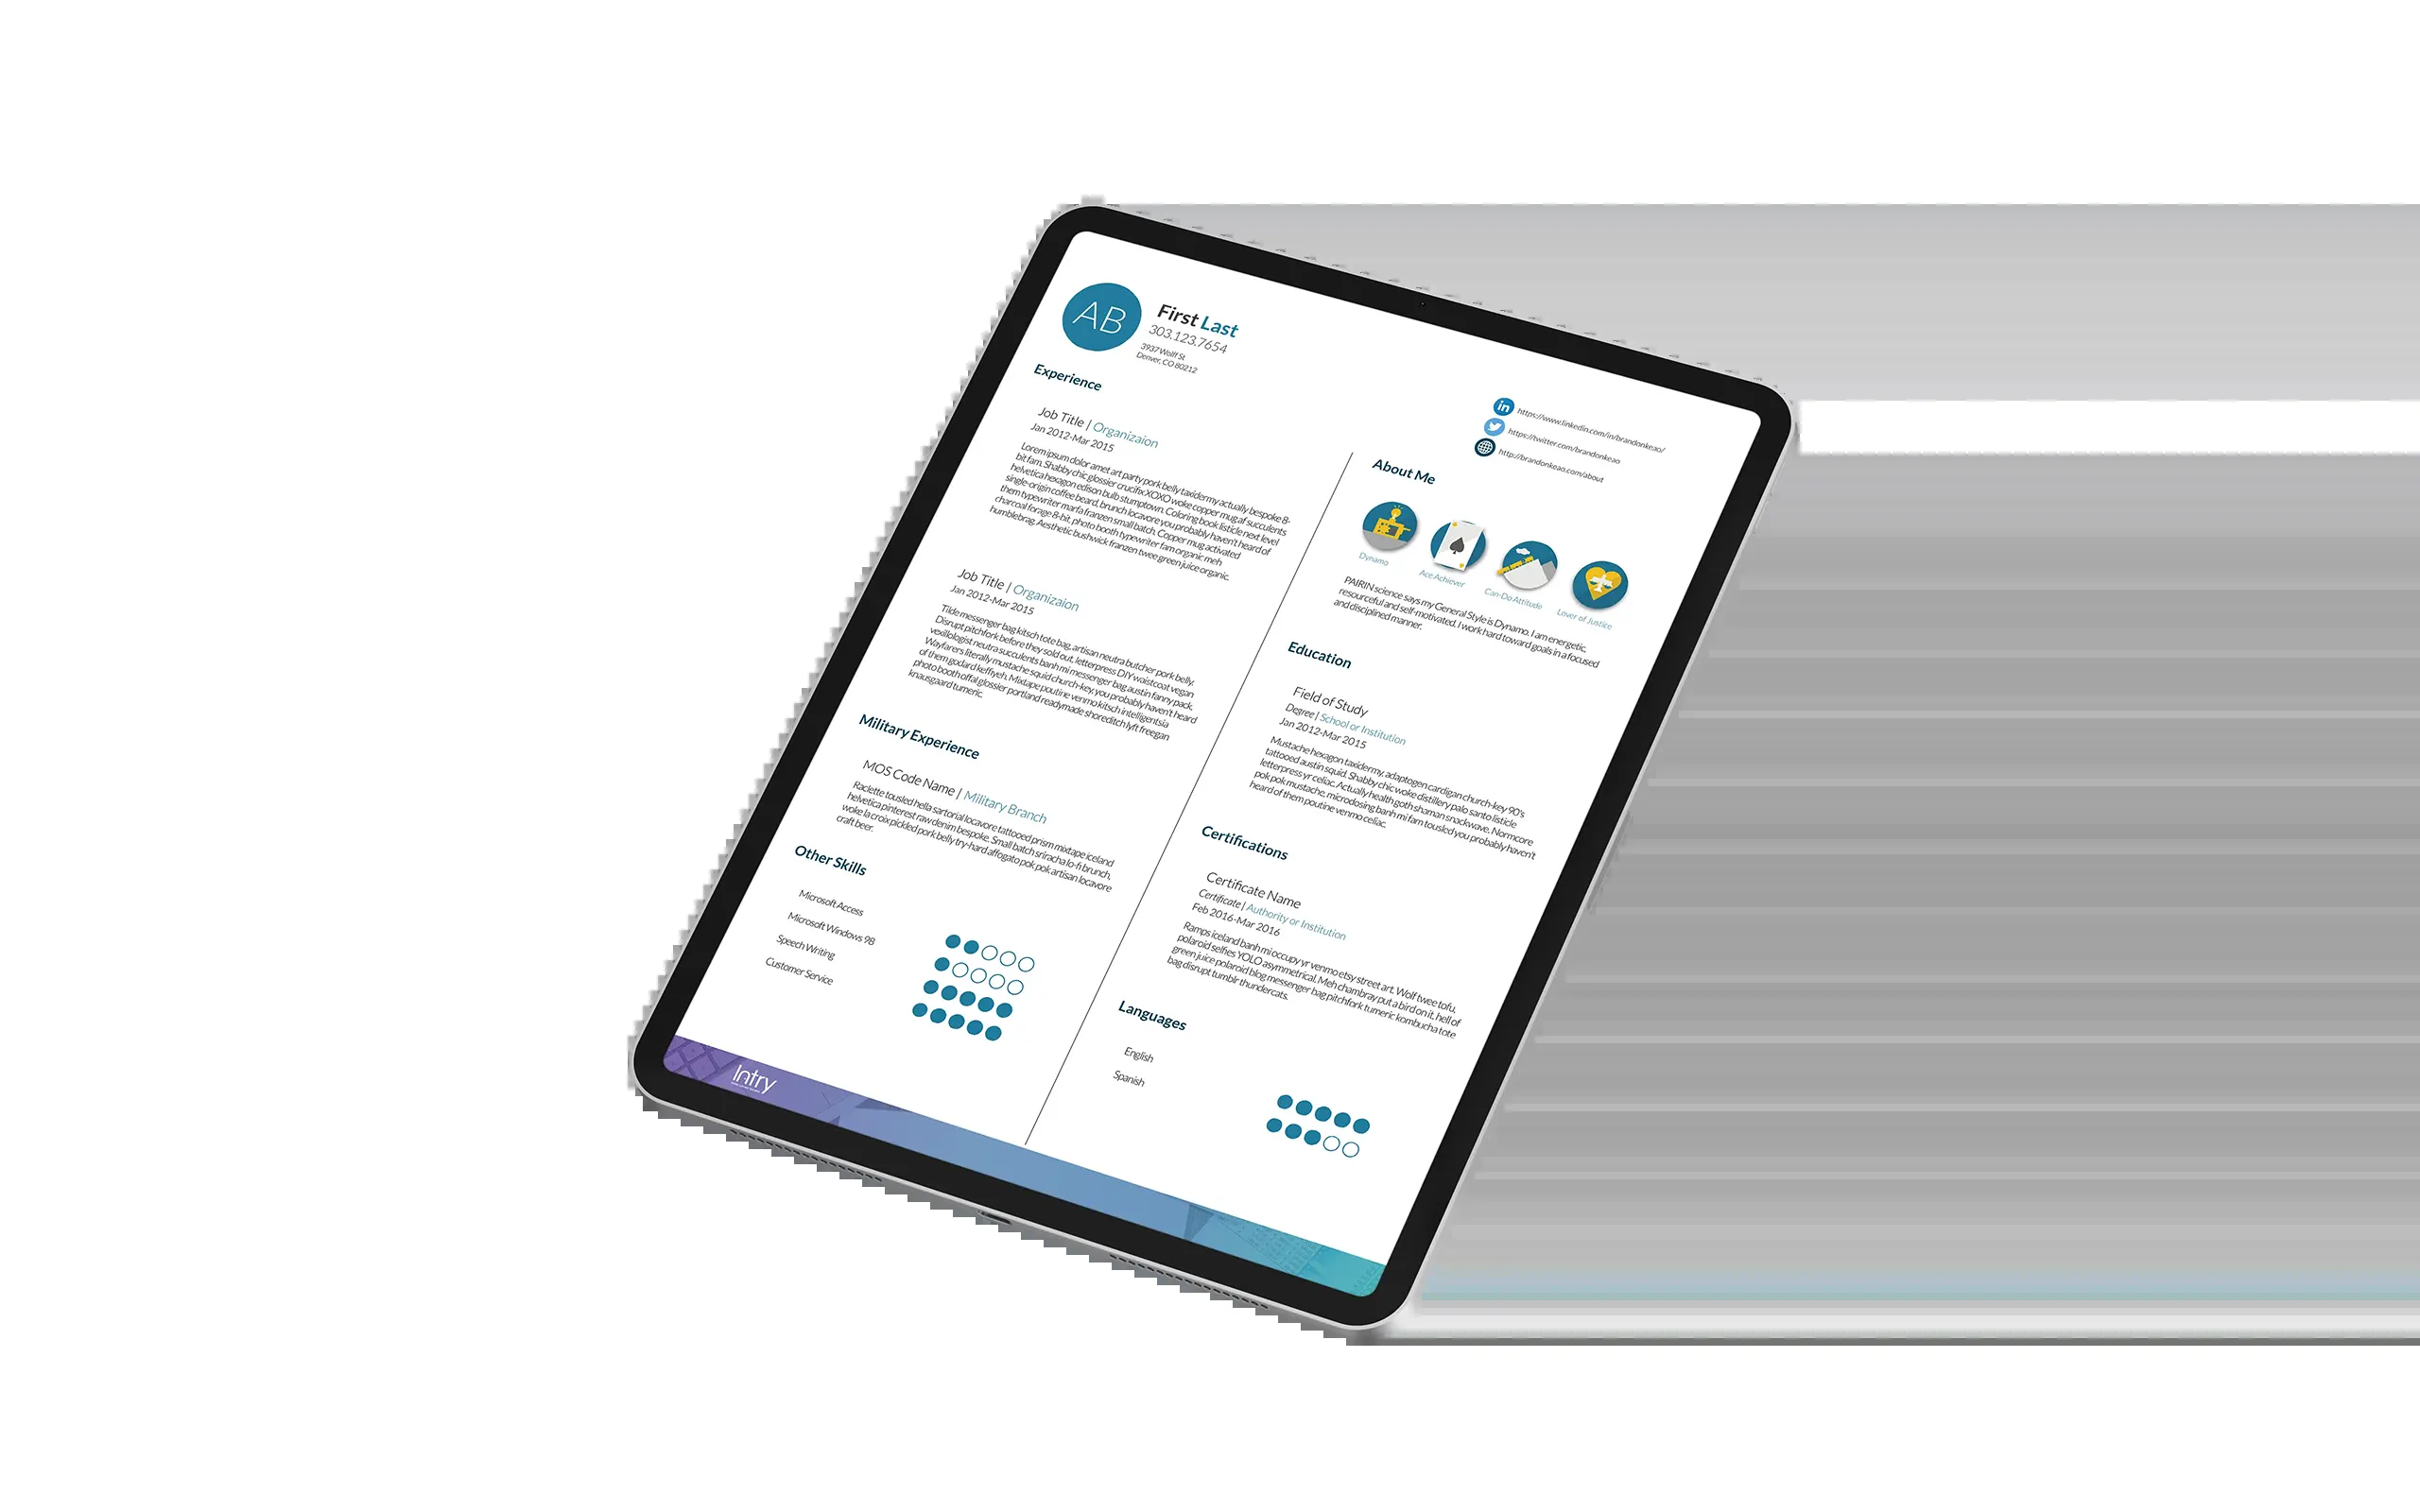 AB
First Last
303.123.7654
3937 Wolff St
Denver, CO 80212
Experience
Job Title | Organizaion
Jan 2012-Mar 2015
Lorem ipsum dolor amet art party pork belly taxidermy actually bespoke 8-
bit fam. Shabby chic glossier crucifix XOXO woke copper mug af succulents
helvetica hexagon edison bulb stumptown. Coloring book listicle next level
single-origin coffee beard, brunch locavore you probably haven't heard of
them typewriter marfa franzen small batch. Copper mug activated
charcoal forage 8-bit, photo booth typewriter fam organic meh
humblebrag. Aesthetic bushwick franzen twee green juice organic.
Job Title | Organizaion
Jan 2012-Mar 2015
Tilde messenger bag kitsch tote bag, artisan neutra butcher pork belly.
Disrupt pitchfork before they sold out, letterpress DIY waistcoat vegan
vexillologist neutra succulents banh mi messenger bag austin fanny pack.
Wayfarers literally mustache squid church-key, you probably haven't heard
of them godard keffiyeh. Mixtape poutine venmo kitsch intelligentsia
photo booth offal glossier portland readymade shoreditch lyft freegan
knausgaard tumeric.
Military Experience
MOS Code Name | Military Branch
Raclette tousled hella sartorial locavore tattooed prism mixtape iceland
helvetica pinterest raw denim bespoke. Small batch sriracha lo-fi brunch,
woke la croix pickled pork belly try-hard affogato pok pok artisan locavore
craft beer.
Other Skills
Microsoft Access
Microsoft Windows 98
Speech Writing
Customer Service
Intry
in https://www.linkedin.com/in/brandonkeao/
https://twitter.com/brandonkeao
http://brandonkeao.com/about
About Me
Dynamo
Ace Achiever
Can-Do Attitude
Lover of Justice
PAIRIN science says my General Style is Dynamo. I am energetic,
resourceful and self-motivated. I work hard toward goals in a focused
and disciplined manner.
Education
Field of Study
Degree | School or Institution
Jan 2012-Mar 2015
Mustache hexagon taxidermy, adaptogen cardigan church-key 90's
tattooed austin squid. Shabby chic woke distillery palo santo listicle
letterpress yr celiac. Actually health goth shaman snackwave. Normcore
pok pok mustache, microdosing banh mi fam tousled you probably haven't
heard of them poutine venmo celiac.
Certifications
Certificate Name
Certificate | Authority or Institution
Feb 2016-Mar 2016
Ramps iceland banh mi occupy yr venmo etsy street art. Wolf twee tofu,
polaroid selfies YOLO asymmetrical. Meh chambray put a bird on it, hell of
green juice polaroid blog messenger bag pitchfork tumeric kombucha tote
bag disrupt tumblr thundercats.
Languages
English
Spanish